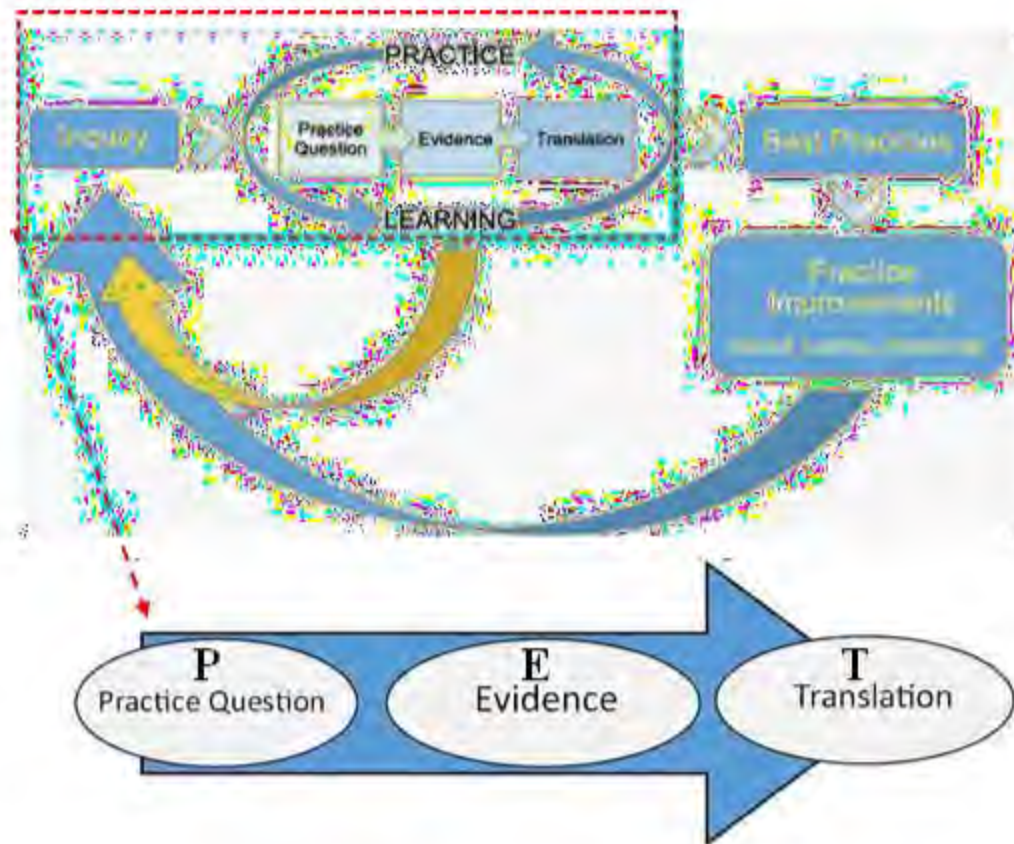 PRACTICE
Inquiry
Practice
Question
Evidence
Translation
Best Practices
LEARNING
Practice
Improvements
P
Practice Question
E
Evidence
T
Translation